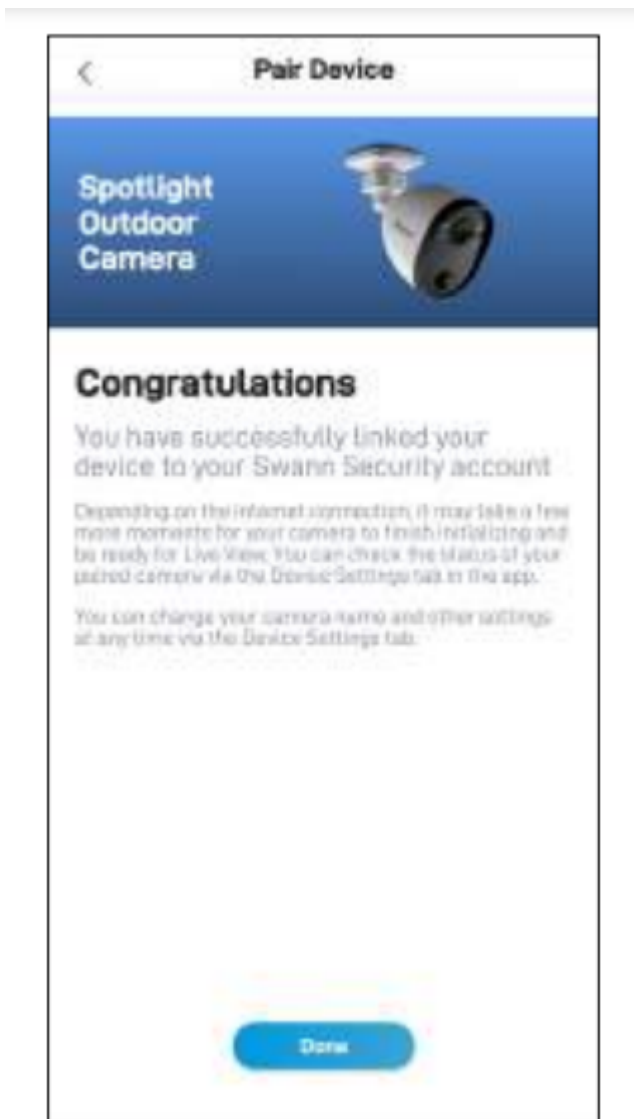 Pair Device
Spotlight
Outdoor
Camera
Congratulations
You have successfully linked your
device to your Swann Security account
Depending on the internet connection, it may take a few
more moments for your camera to finish initializing and
be ready for Live View. You can check the status of your
paired camera via the Device Settings tab in the app.
You can change your camera name and other settings
at any time via the Device Settings tab.
Done